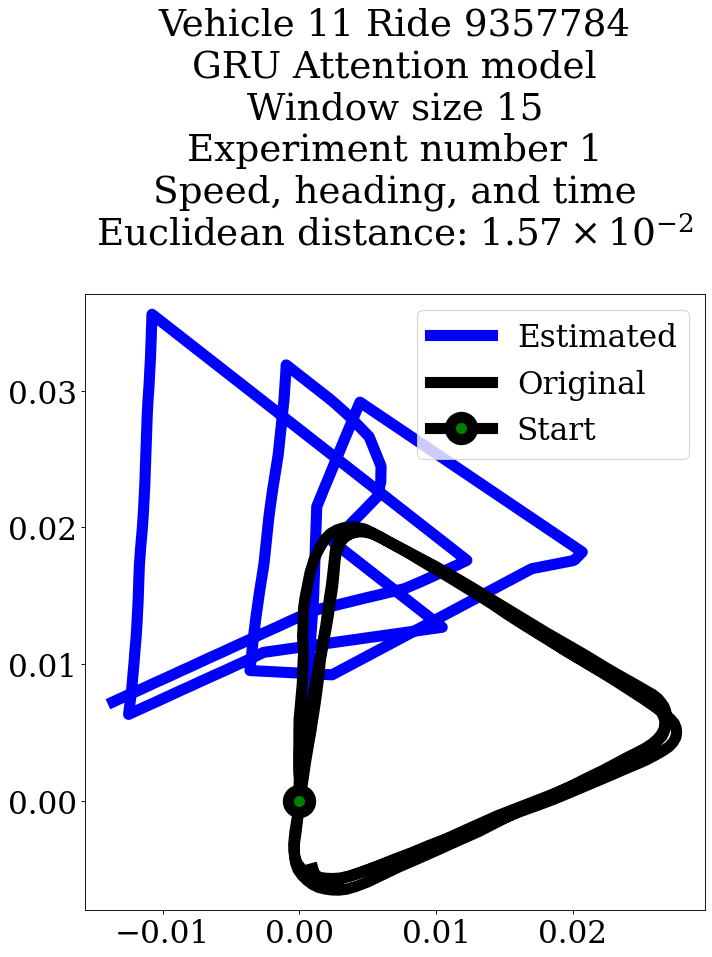 Vehicle 11 Ride 9357784
GRU Attention model
Window size 15
Experiment number 1
Speed, heading, and time
Euclidean distance: 1.57 × 10⁻²
Estimated
Original
Start
0.03
0.02
0.01
0.00
−0.01 0.00 0.01 0.02